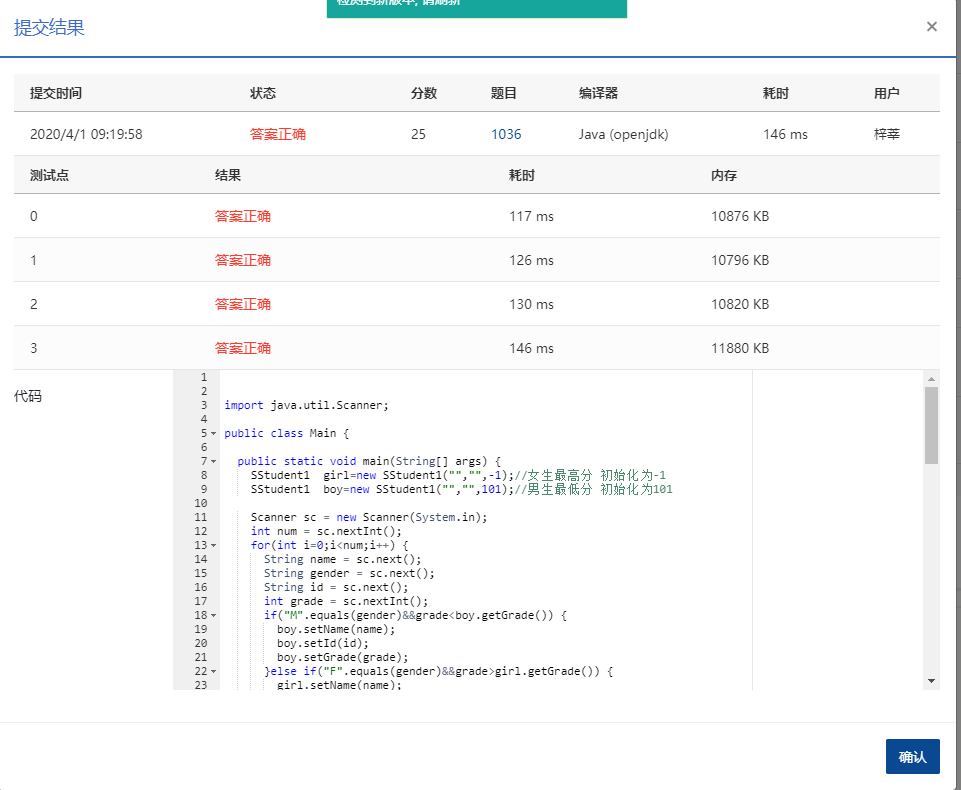 检测到新版本, 请刷新
提交结果 ×
提交时间 状态 分数 题目 编译器 耗时 用户
2020/4/1 09:19:58 答案正确 25 1036 Java (openjdk) 146 ms 梓莘
测试点 结果 耗时 内存
0 答案正确 117 ms 10876 KB
1 答案正确 126 ms 10796 KB
2 答案正确 130 ms 10820 KB
3 答案正确 146 ms 11880 KB
代码
1
2
3 import java.util.Scanner;
4
5 public class Main {
6
7 public static void main(String[] args) {
8 SStudent1  girl=new SStudent1("","",-1);//女生最高分 初始化为-1
9 SStudent1  boy=new SStudent1("","",101);//男生最低分 初始化为101
10
11 Scanner sc = new Scanner(System.in);
12 int num = sc.nextInt();
13 for(int i=0;i<num;i++) {
14 String name = sc.next();
15 String gender = sc.next();
16 String id = sc.next();
17 int grade = sc.nextInt();
18 if("M".equals(gender)&&grade<boy.getGrade()) {
19 boy.setName(name);
20 boy.setId(id);
21 boy.setGrade(grade);
22 }else if("F".equals(gender)&&grade>girl.getGrade()) {
23 girl.setName(name);
确认